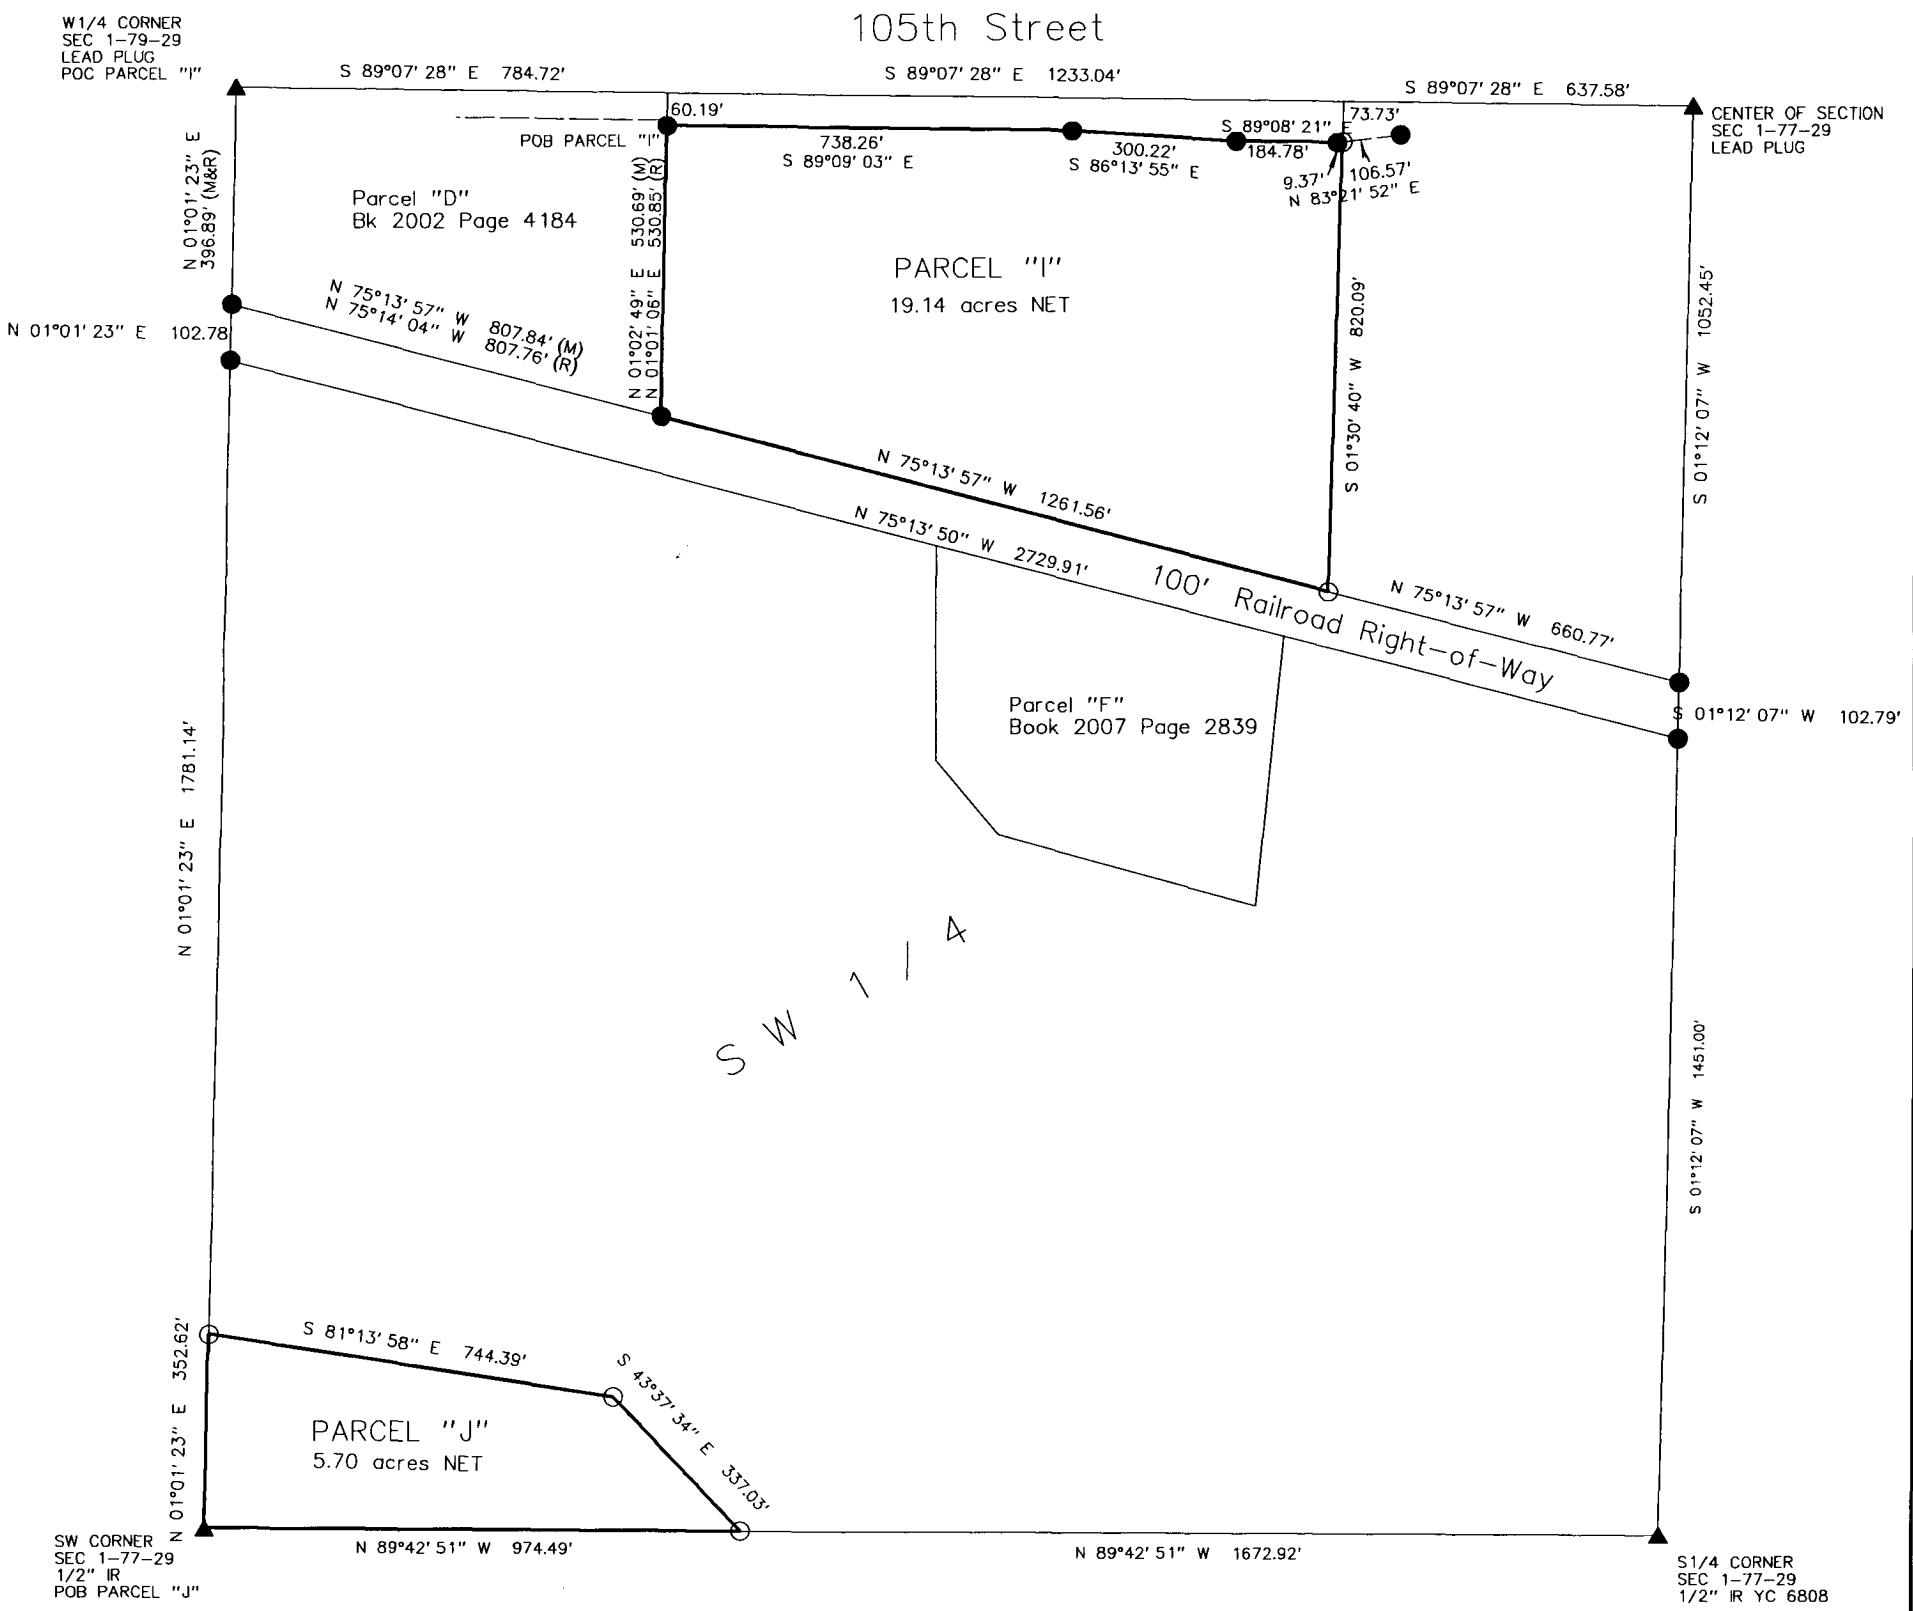 105th Street
W1/4 CORNER
SEC 1-79-29
LEAD PLUG
POC PARCEL "I"
S 89°07'28" E 784.72'
S 89°07'28" E 1233.04'
S 89°07'28" E 637.58'
CENTER OF SECTION
SEC 1-77-29
LEAD PLUG
60.19'
73.73'
POB PARCEL "I"
738.26'
S 89°09'03" E
300.22'
S 86°13'55" E
S 89°08'21" E
184.78'
9.37'
106.57'
N 83°21'52" E
N 01°01'23" E
396.89' (M&R)
Parcel "D"
Bk 2002 Page 4184
N 01°02'49" E 530.69' (M)
N 01°01'06" E 530.85' (R)
PARCEL "I"
19.14 acres NET
N 75°13'57" W 807.84' (M)
N 75°14'04" W 807.76' (R)
N 01°01'23" E 102.78
S 01°30'40" W 820.09'
S 01°12'07" W 1052.45'
N 75°13'57" W 1261.56'
N 75°13'50" W 2729.91'
100' Railroad Right-of-Way
N 75°13'57" W 660.77'
S 01°12'07" W 102.79'
Parcel "F"
Book 2007 Page 2839
N 01°01'23" E 1781.14'
SW 1/4
S 01°12'07" W 1451.00'
N 01°01'23" E 352.62'
S 81°13'58" E 744.39'
S 43°37'34" E 337.03'
PARCEL "J"
5.70 acres NET
SW CORNER
SEC 1-77-29
1/2" IR
POB PARCEL "J"
N 89°42'51" W 974.49'
N 89°42'51" W 1672.92'
S1/4 CORNER
SEC 1-77-29
1/2" IR YC 6808